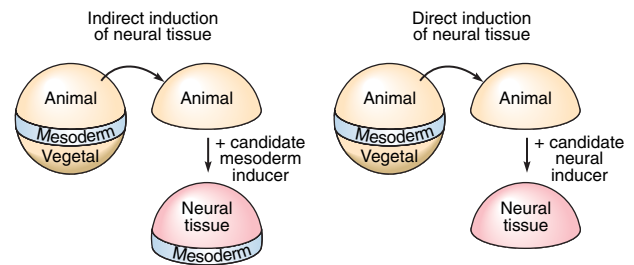 Indirect induction
of neural tissue
Animal
Mesoderm
Vegetal
Animal
+ candidate
mesoderm
inducer
Neural
tissue
Mesoderm
Direct induction
of neural tissue
Animal
Mesoderm
Vegetal
Animal
+ candidate
neural
inducer
Neural
tissue